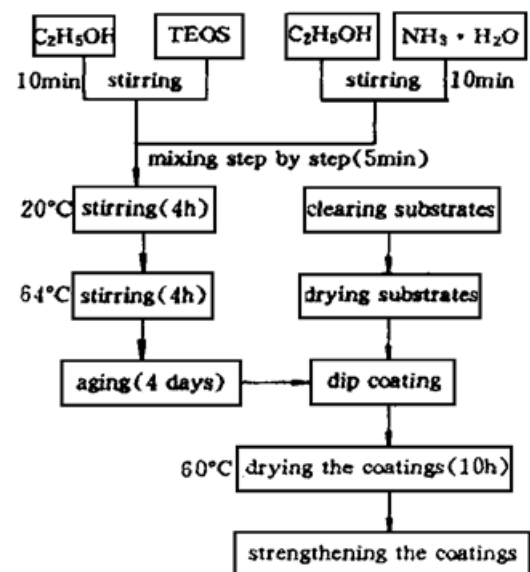 C₂H₅OH TEOS C₂H₅OH NH₃・H₂O
10min stirring stirring 10min
mixing step by step(5min)
20°C stirring(4h) clearing substrates
64°C stirring(4h) drying substrates
aging(4 days) dip coating
60°C drying the coatings(10h)
strengthening the coatings